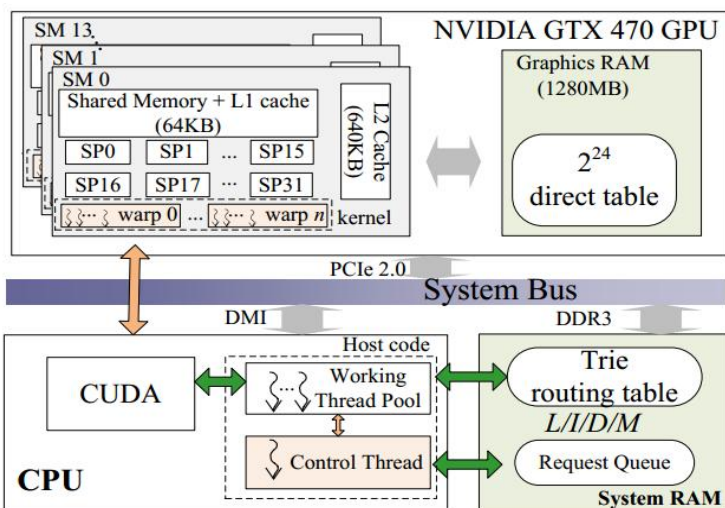 SM 13
NVIDIA GTX 470 GPU
SM 1
SM 0
Shared Memory + L1 cache
(64KB)
L2 Cache
(640KB)
SP0 SP1 ... SP15
SP16 SP17 ... SP31
... warp 0 ... ... warp n kernel
Graphics RAM
(1280MB)
2²⁴
direct table
PCIe 2.0
System Bus
DMI
DDR3
Host code
CUDA
...
Working
Thread Pool
Control Thread
CPU
Trie
routing table
L/I/D/M
Request Queue
System RAM